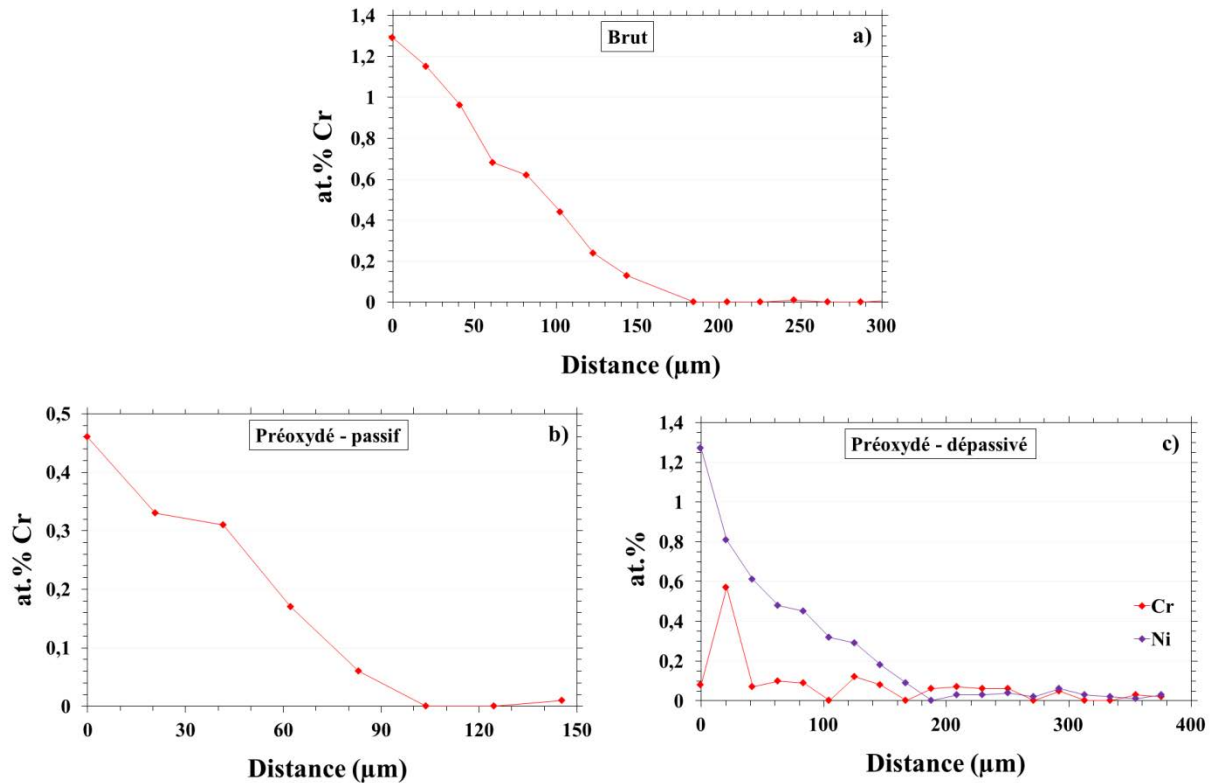 a)
Brut
at.% Cr
1,4
1,2
1
0,8
0,6
0,4
0,2
0
0 50 100 150 200 250 300
Distance (µm)
b)
Préoxydé - passif
at.% Cr
0,5
0,4
0,3
0,2
0,1
0
0 30 60 90 120 150
Distance (µm)
c)
Préoxydé - dépassivé
at.%
1,4
1,2
1
0,8
0,6
0,4
0,2
0
Cr
Ni
0 100 200 300 400
Distance (µm)